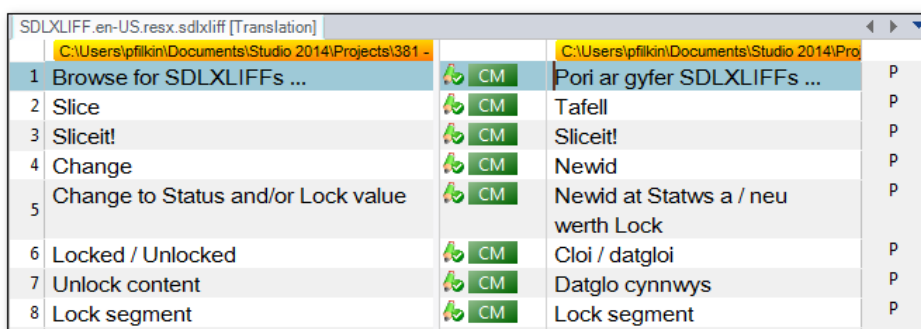 SDLXLIFF.en-US.resx.sdlxliff [Translation]
C:\Users\pfilkin\Documents\Studio 2014\Projects\381 - C:\Users\pfilkin\Documents\Studio 2014\Proj
1 Browse for SDLXLIFFs ... CM Pori ar gyfer SDLXLIFFs ... P
2 Slice CM Tafell P
3 Sliceit! CM Sliceit! P
4 Change CM Newid P
5 Change to Status and/or Lock value CM Newid at Statws a / neu P
werth Lock
6 Locked / Unlocked CM Cloi / datgloi P
7 Unlock content CM Datglo cynnwys P
8 Lock segment CM Lock segment P